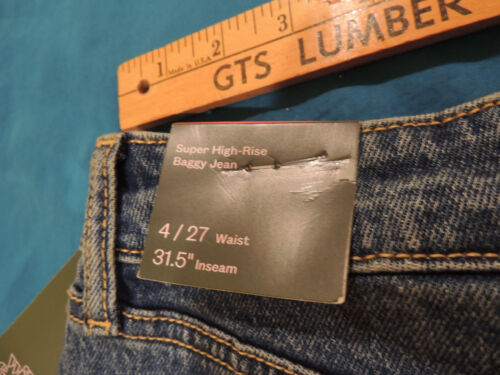 1 2 3
Made in U.S.A.
GTS LUMBER
Super High-Rise
Baggy Jean
4 / 27 Waist
31.5" Inseam